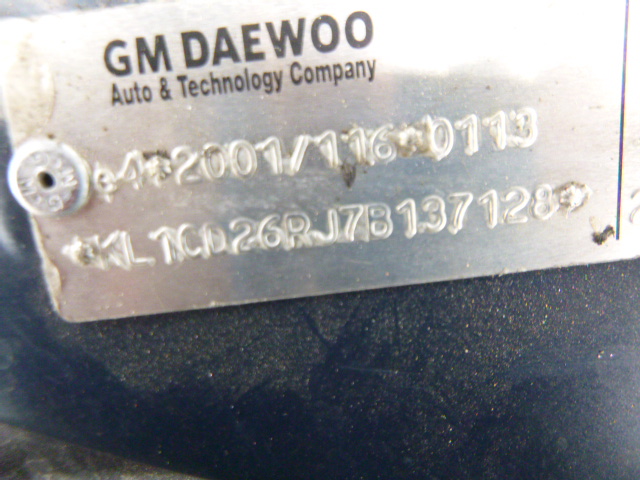 GM DAEWOO
Auto & Technology Company
e4*2001/116*0113
*KL1CD26RJ7B137128*